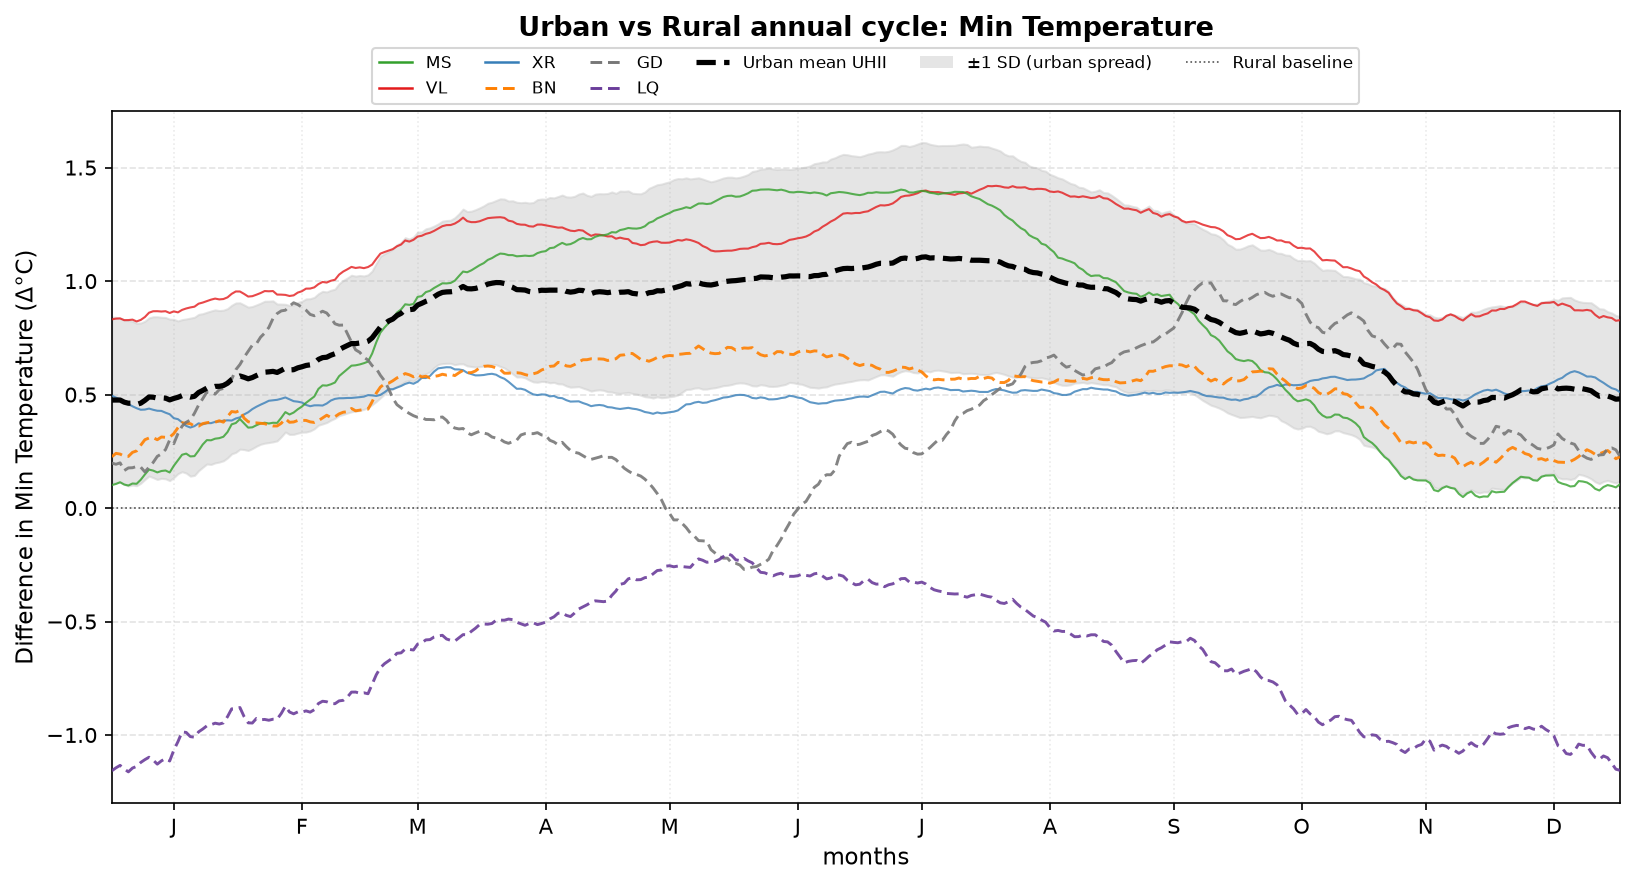 Urban vs Rural annual cycle: Min Temperature
MS XR GD Urban mean UHII ±1 SD (urban spread) Rural baseline
VL BN LQ
Difference in Min Temperature (Δ°C)
1.5
1.0
0.5
0.0
−0.5
−1.0
J F M A M J J A S O N D
months